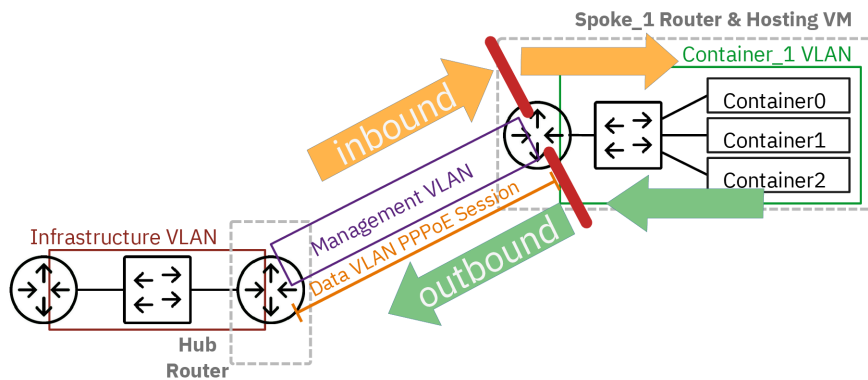 Spoke_1 Router & Hosting VM
Container_1 VLAN
inbound
Container0
Container1
Container2
Management VLAN
Data VLAN PPPoE Session
outbound
Infrastructure VLAN
Hub
Router